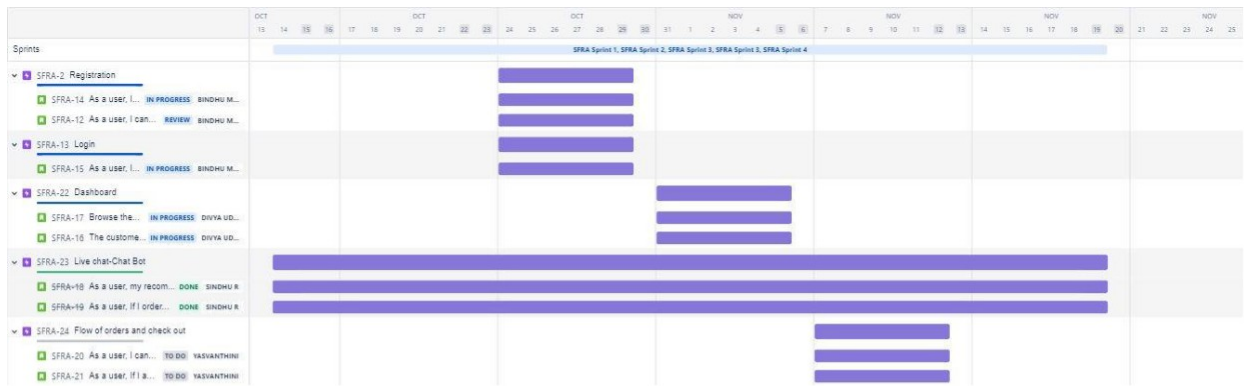 OCT OCT OCT NOV NOV NOV NOV
13 14 15 16 17 18 19 20 21 22 23 24 25 26 27 28 29 30 31 1 2 3 4 5 6 7 8 9 10 11 12 13 14 15 16 17 18 19 20 21 22 23 24 25
Sprints SFRA Sprint 1, SFRA Sprint 2, SFRA Sprint 3, SFRA Sprint 3, SFRA Sprint 4
SFRA-2 Registration
SFRA-14 As a user, I... IN PROGRESS BINDHU M...
SFRA-12 As a user, I can... REVIEW BINDHU M...
SFRA-13 Login
SFRA-15 As a user, I... IN PROGRESS BINDHU M...
SFRA-22 Dashboard
SFRA-17 Browse the... IN PROGRESS DIVYA UD...
SFRA-16 The custome... IN PROGRESS DIVYA UD...
SFRA-23 Live chat-Chat Bot
SFRA-18 As a user, my recom... DONE SINDHU R
SFRA-19 As a user, If I order... DONE SINDHU R
SFRA-24 Flow of orders and check out
SFRA-20 As a user, I can... TO DO YASVANTHINI
SFRA-21 As a user, If I a... TO DO YASVANTHINI